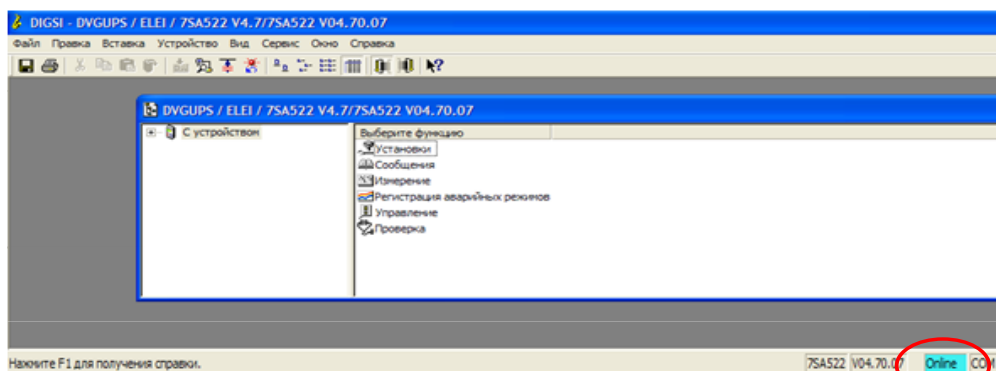 DIGSI - DVGUPS / ELEI / 7SA522 V4.7/7SA522 V04.70.07
Файл Правка Вставка Устройство Вид Сервис Окно Справка
DVGUPS / ELEI / 7SA522 V4.7/7SA522 V04.70.07
С устройством
Выберите функцию
Установки
Сообщения
Измерение
Регистрация аварийных режимов
Управление
Проверка
Нажмите F1 для получения справки. 7SA522 V04.70.07 Online COM